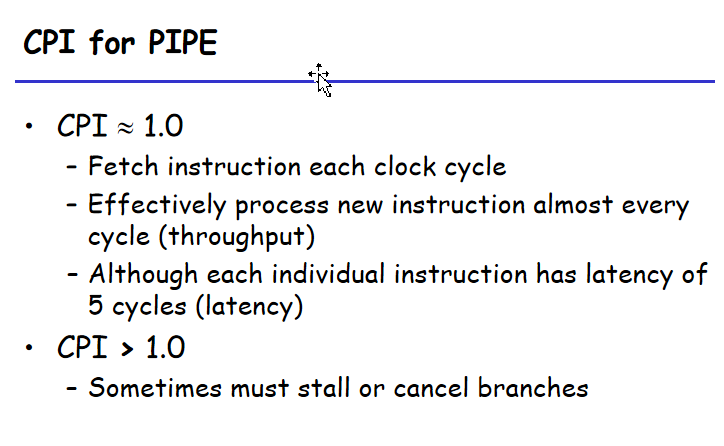 CPI for PIPE
• CPI ≈ 1.0
– Fetch instruction each clock cycle
– Effectively process new instruction almost every
cycle (throughput)
– Although each individual instruction has latency of
5 cycles (latency)
• CPI > 1.0
– Sometimes must stall or cancel branches